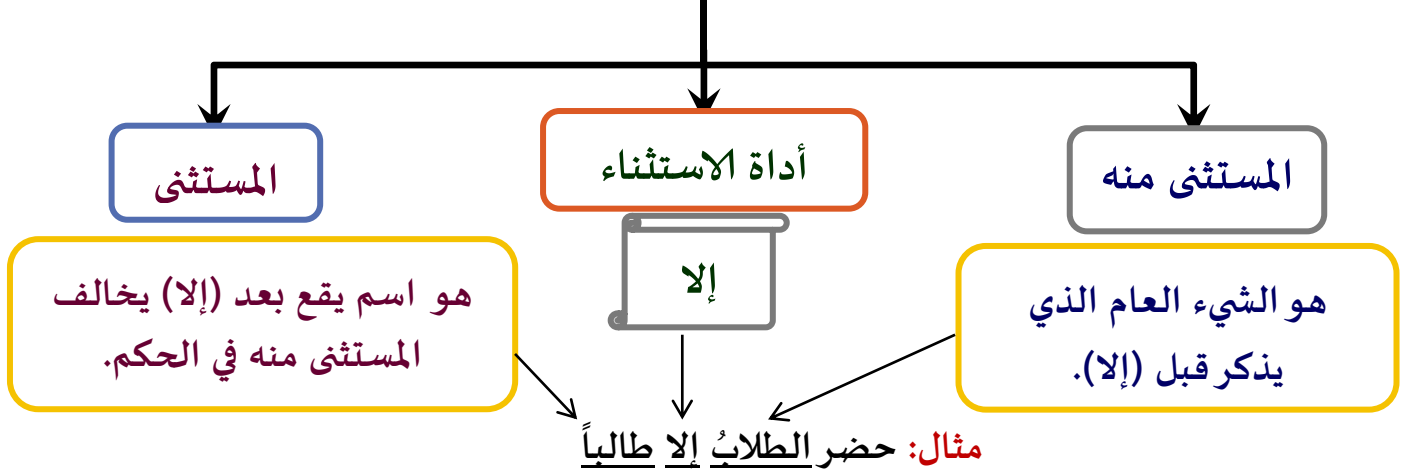 المستثنى منه
أداة الاستثناء
المستثنى
هو الشيء العام الذي
يذكر قبل (إلا).
إلا
هو اسم يقع بعد (إلا) يخالف
المستثنى منه في الحكم.
مثال: حضر الطلابُ إلا طالباً